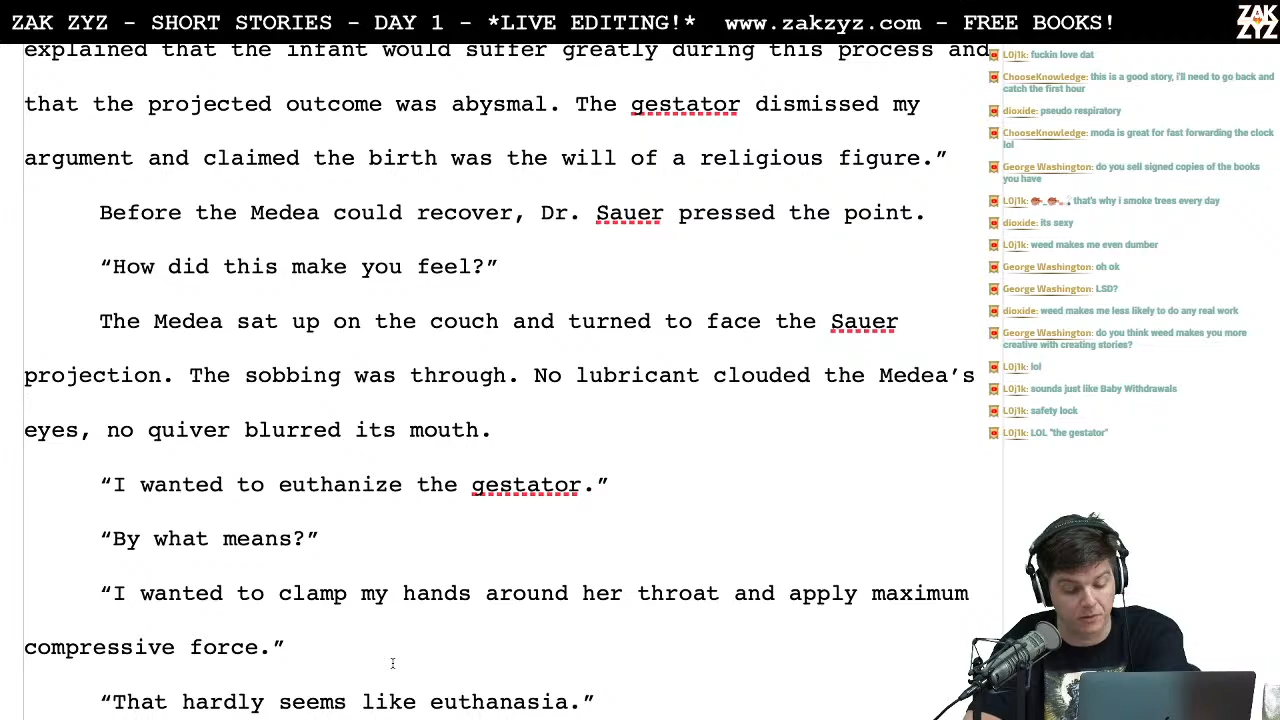 ZAK ZYZ - SHORT STORIES - DAY 1 - *LIVE EDITING!* www.zakzyz.com - FREE BOOKS!
ZAK
ZYZ
explained that the infant would suffer greatly during this process and
that the projected outcome was abysmal. The gestator dismissed my
argument and claimed the birth was the will of a religious figure.”
Before the Medea could recover, Dr. Sauer pressed the point.
“How did this make you feel?”
The Medea sat up on the couch and turned to face the Sauer
projection. The sobbing was through. No lubricant clouded the Medea’s
eyes, no quiver blurred its mouth.
“I wanted to euthanize the gestator.”
“By what means?”
“I wanted to clamp my hands around her throat and apply maximum
compressive force.”
“That hardly seems like euthanasia.”
L0j1k: fuckin love dat
ChooseKnowledge: this is a good story, i'll need to go back and
catch the first hour
dioxide: pseudo respiratory
ChooseKnowledge: moda is great for fast forwarding the clock
lol
George Washington: do you sell signed copies of the books
you have
L0j1k: that's why i smoke trees every day
dioxide: its sexy
L0j1k: weed makes me even dumber
George Washington: oh ok
George Washington: LSD?
dioxide: weed makes me less likely to do any real work
George Washington: do you think weed makes you more
creative with creating stories?
L0j1k: lol
L0j1k: sounds just like Baby Withdrawals
L0j1k: safety lock
L0j1k: LOL "the gestator"